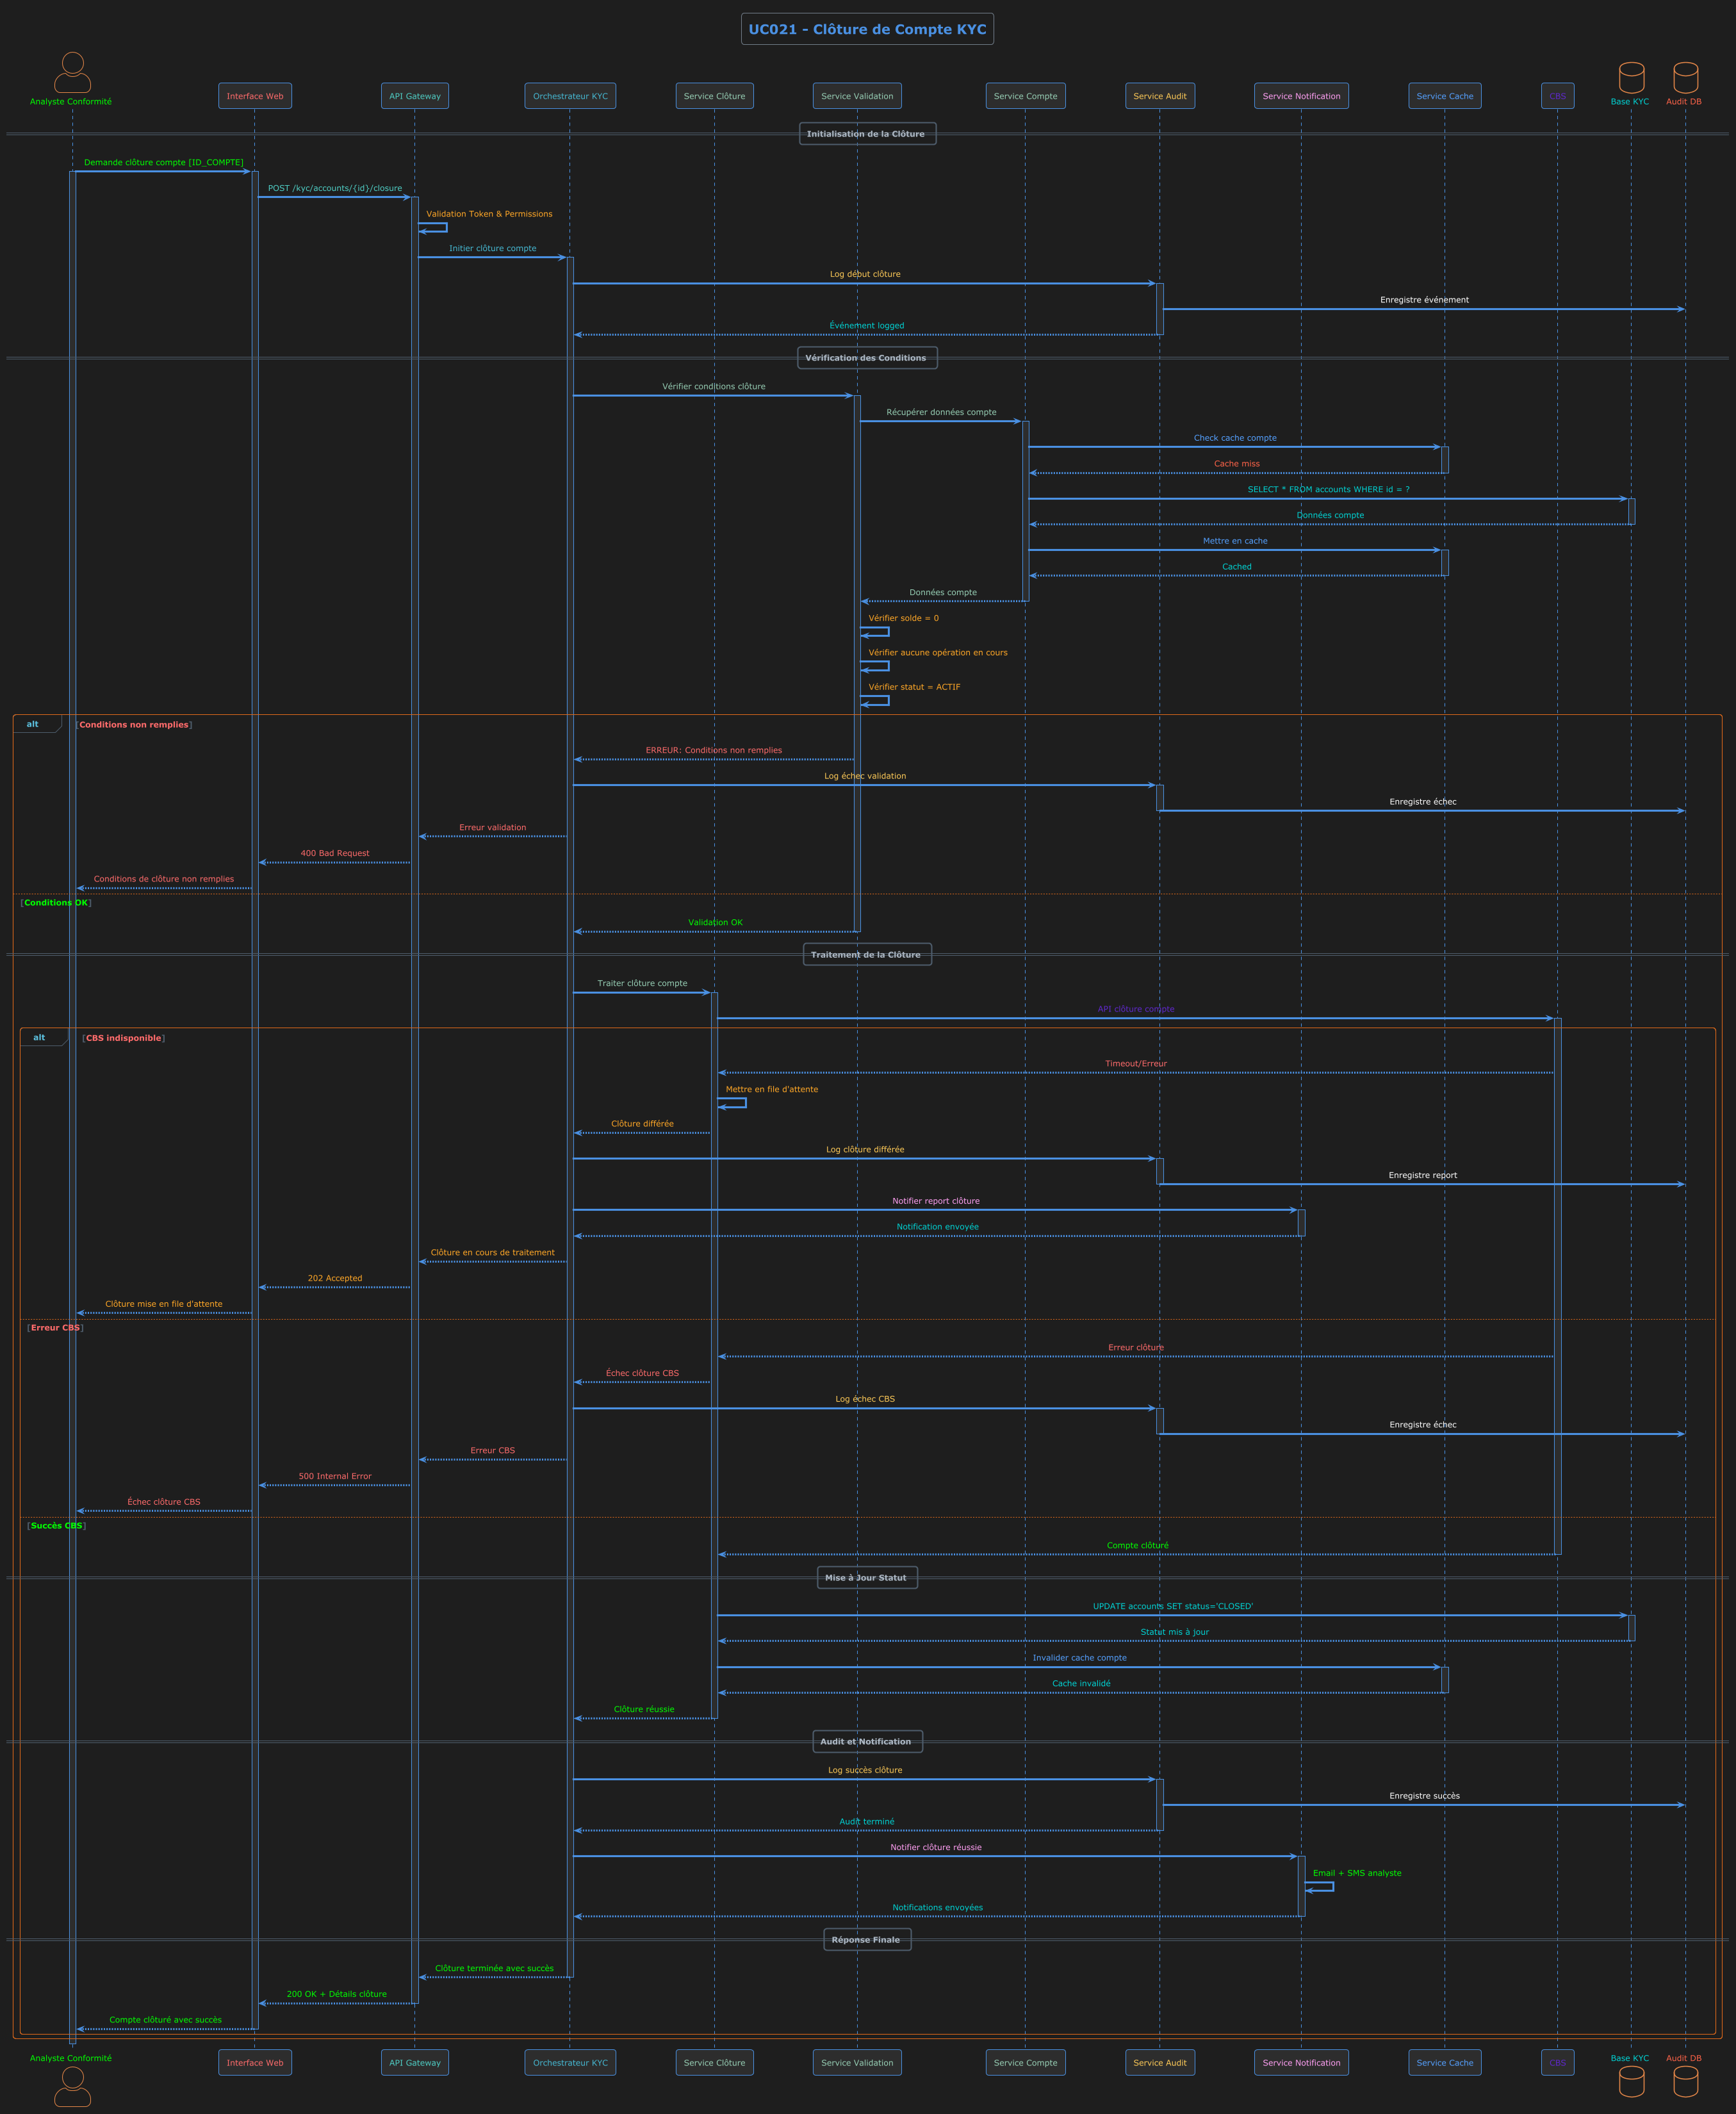 UC021 - Clôture de Compte KYC
Analyste Conformité
Interface Web
API Gateway
Orchestrateur KYC
Service Clôture
Service Validation
Service Compte
Service Audit
Service Notification
Service Cache
CBS
Base KYC
Audit DB
Initialisation de la Clôture
Demande clôture compte [ID_COMPTE]
POST /kyc/accounts/{id}/closure
Validation Token & Permissions
Initier clôture compte
Log début clôture
Enregistre événement
Événement logged
Vérification des Conditions
Vérifier conditions clôture
Récupérer données compte
Check cache compte
Cache miss
SELECT * FROM accounts WHERE id = ?
Données compte
Mettre en cache
Cached
Données compte
Vérifier solde = 0
Vérifier aucune opération en cours
Vérifier statut = ACTIF
alt
[Conditions non remplies]
ERREUR: Conditions non remplies
Log échec validation
Enregistre échec
Erreur validation
400 Bad Request
Conditions de clôture non remplies
[Conditions OK]
Validation OK
Traitement de la Clôture
Traiter clôture compte
API clôture compte
alt
[CBS indisponible]
Timeout/Erreur
Mettre en file d'attente
Clôture différée
Log clôture différée
Enregistre report
Notifier report clôture
Notification envoyée
Clôture en cours de traitement
202 Accepted
Clôture mise en file d'attente
[Erreur CBS]
Erreur clôture
Échec clôture CBS
Log échec CBS
Enregistre échec
Erreur CBS
500 Internal Error
Échec clôture CBS
[Succès CBS]
Compte clôturé
Mise à Jour Statut
UPDATE accounts SET status='CLOSED'
Statut mis à jour
Invalider cache compte
Cache invalidé
Clôture réussie
Audit et Notification
Log succès clôture
Enregistre succès
Audit terminé
Notifier clôture réussie
Email + SMS analyste
Notifications envoyées
Réponse Finale
Clôture terminée avec succès
200 OK + Détails clôture
Compte clôturé avec succès
Analyste Conformité
Interface Web
API Gateway
Orchestrateur KYC
Service Clôture
Service Validation
Service Compte
Service Audit
Service Notification
Service Cache
CBS
Base KYC
Audit DB